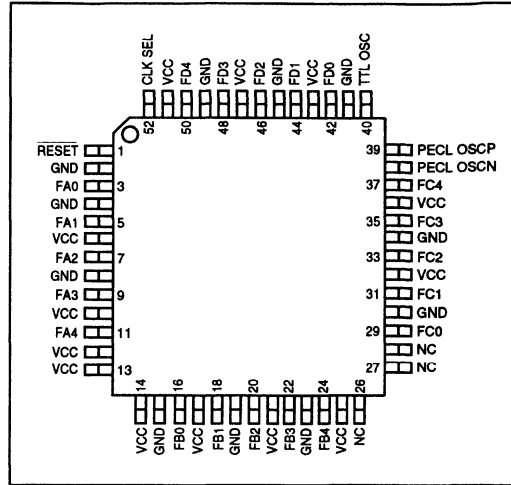 CLK SEL
VCC
FD4
GND
FD3
VCC
FD2
GND
FD1
VCC
FD0
GND
TTL OSC
52 50 48 46 44 42 40
RESET 1
GND
FA0 3
GND
FA1 5
VCC
FA2 7
GND
FA3 9
VCC
FA4 11
VCC
VCC 13
39 PECL OSCP
PECL OSCN
37 FC4
VCC
35 FC3
GND
33 FC2
VCC
31 FC1
GND
29 FC0
NC
27 NC
14 16 18 20 22 24 26
VCC
GND
FB0
VCC
FB1
GND
FB2
VCC
FB3
GND
FB4
VCC
NC